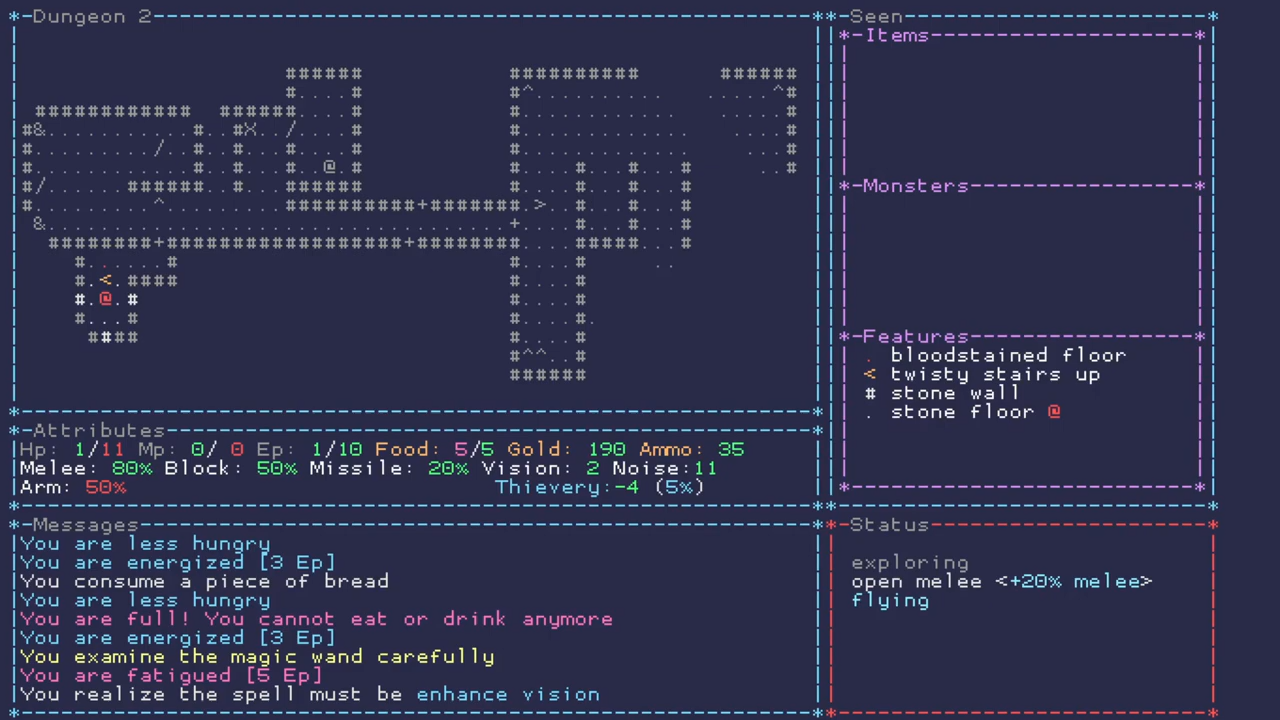 Dungeon 2
Seen
Items
###### ########## ######
#....# #^.......... .....^#
############ ######....# #........... .....#
#&...........#..#X../....# #............ ....#
#........./..#..#...#....# #............ ...#
#............#..#...#..@.# #....#...#...# ..#
#/......######..#...###### #....#...#...#
Monsters
#.........^.........##########+#######.>..#...#...#
&...................................+....#...#...#
########+##################+########....#####...#
#......# #....# ..
#.<.#### #....#
#.@.# #....#
#...# #....#.
#### #^^..#
######
Features
. bloodstained floor
< twisty stairs up
# stone wall
. stone floor @
Attributes
Hp: 1/11 Mp: 0/ 0 Ep: 1/10 Food: 5/5 Gold: 190 Ammo: 35
Melee: 80% Block: 50% Missile: 20% Vision: 2 Noise:11
Arm: 50% Thievery:-4 (5%)
Messages
You are less hungry
You are energized [3 Ep]
You consume a piece of bread
You are less hungry
You are full! You cannot eat or drink anymore
You are energized [3 Ep]
You examine the magic wand carefully
You are fatigued [5 Ep]
You realize the spell must be enhance vision
Status
exploring
open melee <+20% melee>
flying